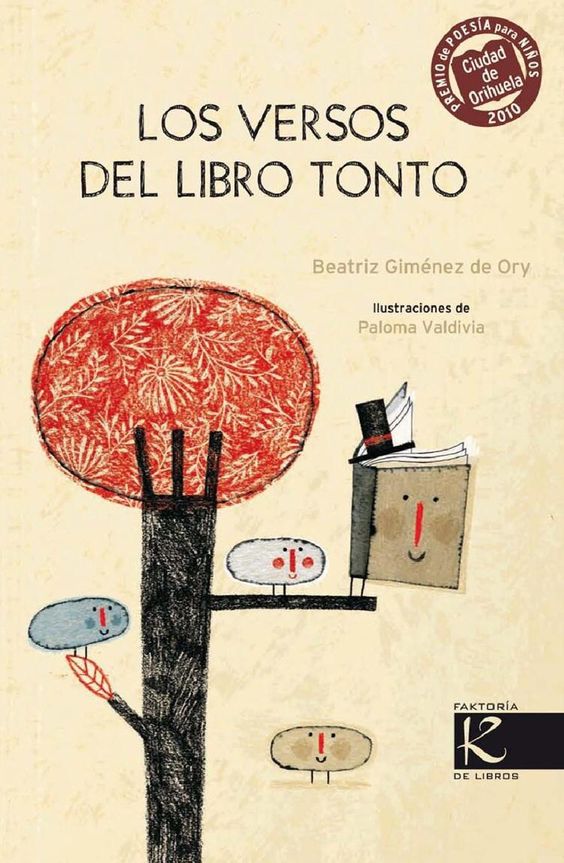 PREMIO de POESÍA para NIÑOS
Ciudad
de
Orihuela
2010
LOS VERSOS
DEL LIBRO TONTO
Beatriz Giménez de Ory
Ilustraciones de
Paloma Valdivia
FAKTORÍA
K
DE LIBROS